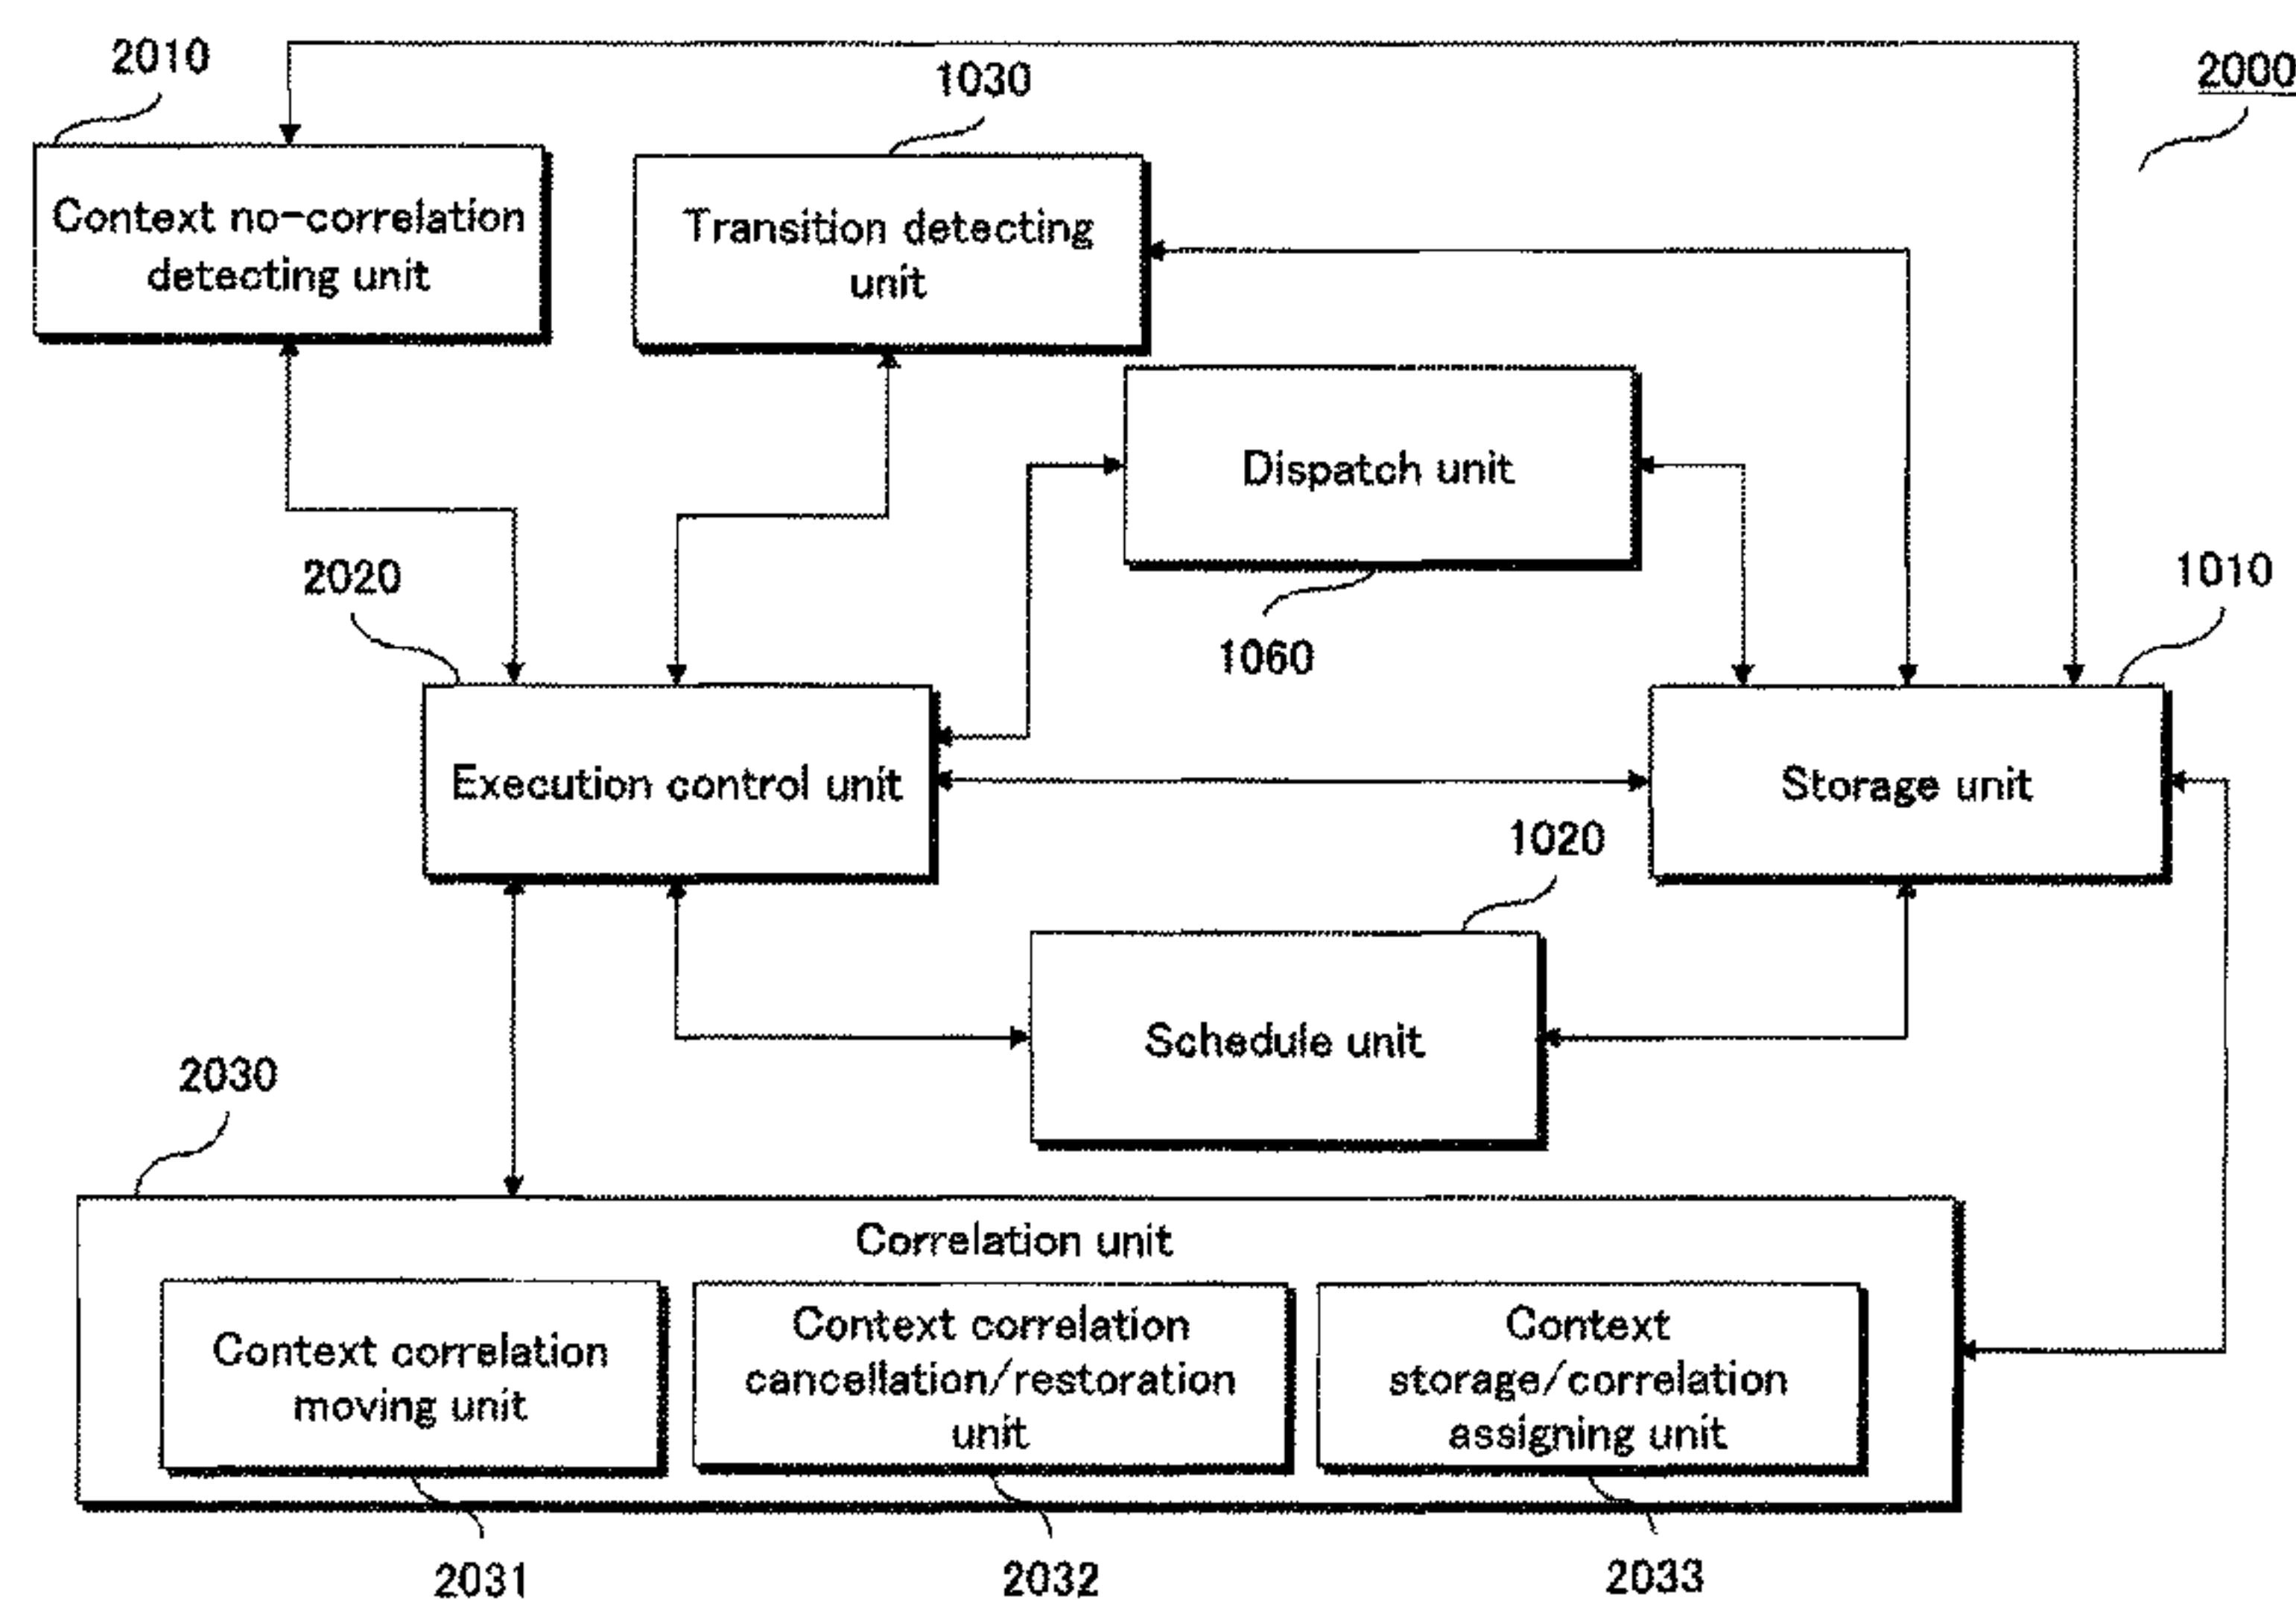 2010
1030
2000
Context no-correlation
detecting unit
Transition detecting
unit
Dispatch unit
2020
1060
1010
Execution control unit
Storage unit
1020
Schedule unit
2030
Correlation unit
Context correlation
moving unit
Context correlation
cancellation/restoration
unit
Context
storage/correlation
assigning unit
2031
2032
2033